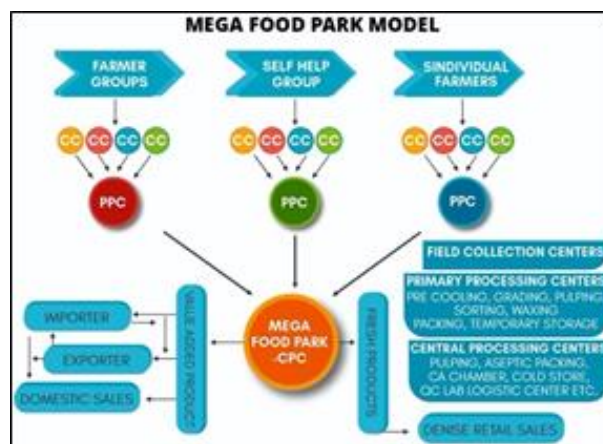 MEGA FOOD PARK MODEL
FARMER
GROUPS
SELF HELP
GROUP
SINDIVIDUAL
FARMERS
CC CC CC CC
CC CC CC CC
CC CC CC CC
PPC
PPC
PPC
FIELD COLLECTION CENTERS
PRIMARY PROCESSING CENTERS
PRE COOLING, GRADING, PULPING
SORTING, WAXING
PACKING, TEMPORARY STORAGE
CENTRAL PROCESSING CENTERS
PULPING, ASEPTIC PACKING,
CA CHAMBER, COLD STORE,
QC LAB LOGISTIC CENTER ETC.
IMPORTER
EXPORTER
DOMESTIC SALES
VALUE ADDED PRODUCT
MEGA
FOOD PARK
-CPC
FRESH PRODUCTS
DENISE RETAIL SALES